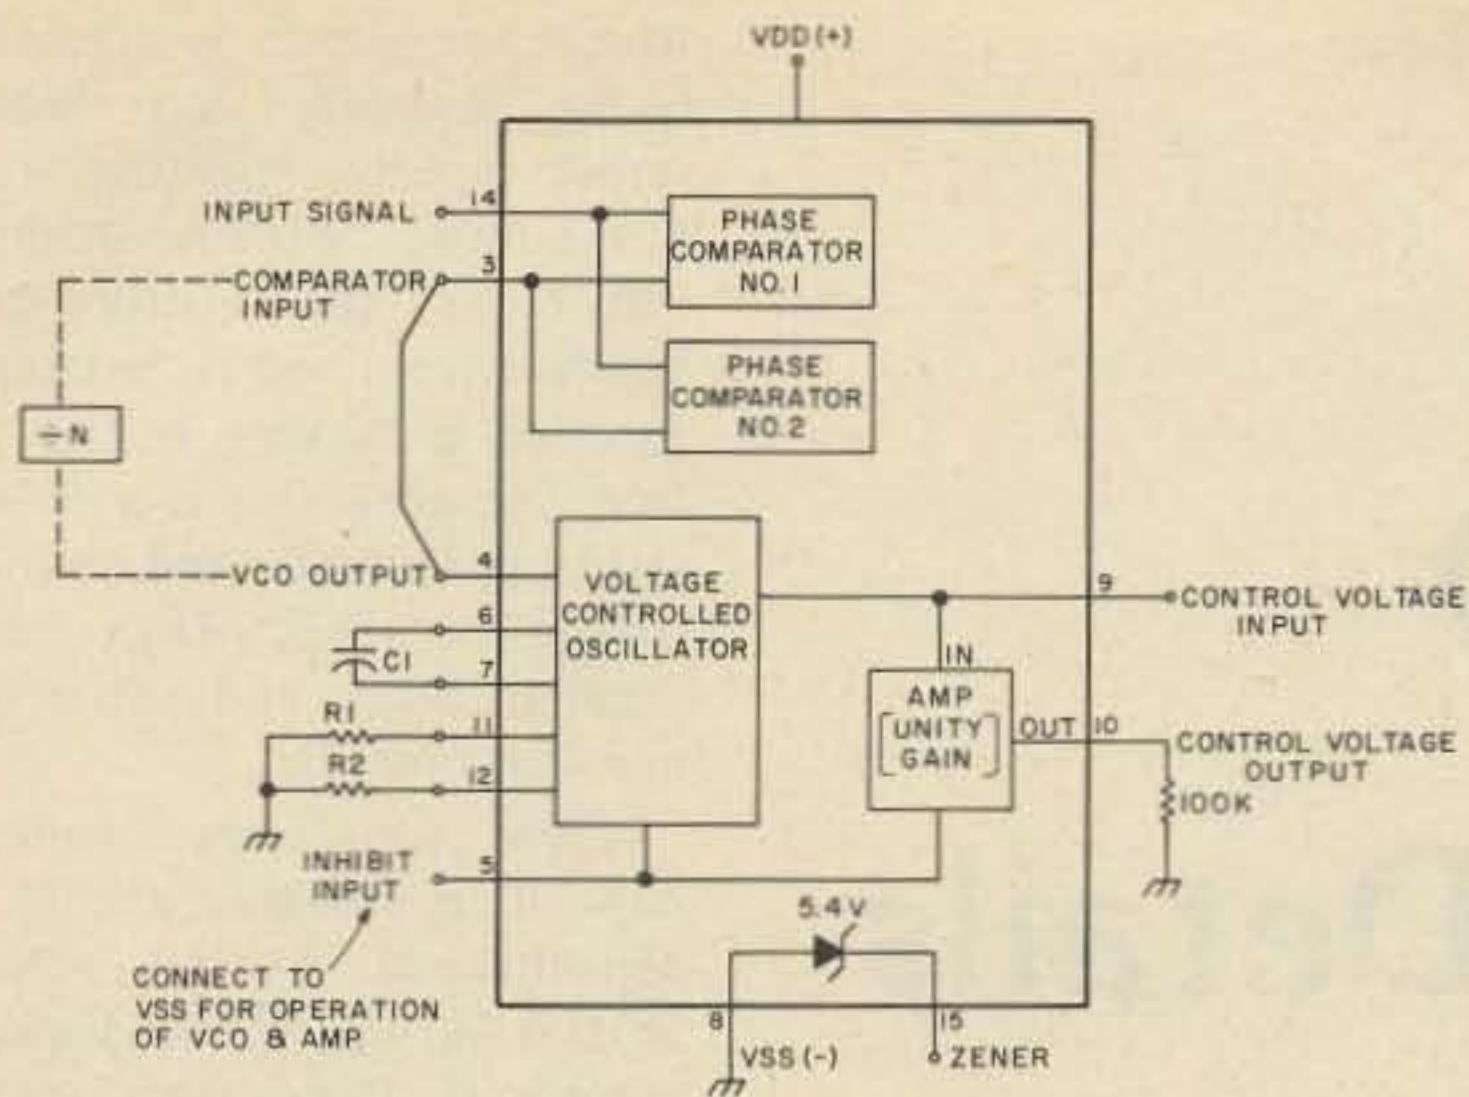 VDD (+)
INPUT SIGNAL
14
PHASE
COMPARATOR
NO. 1
COMPARATOR
INPUT
3
PHASE
COMPARATOR
NO. 2
÷ N
VCO OUTPUT
4
VOLTAGE
CONTROLLED
OSCILLATOR
9
CONTROL VOLTAGE
INPUT
6
C1
7
IN
AMP
[UNITY]
GAIN
OUT
10
CONTROL VOLTAGE
OUTPUT
100K
R1
11
R2
12
INHIBIT
INPUT
5
5.4 V
CONNECT TO
VSS FOR OPERATION
OF VCO & AMP
8
VSS (-)
15
ZENER